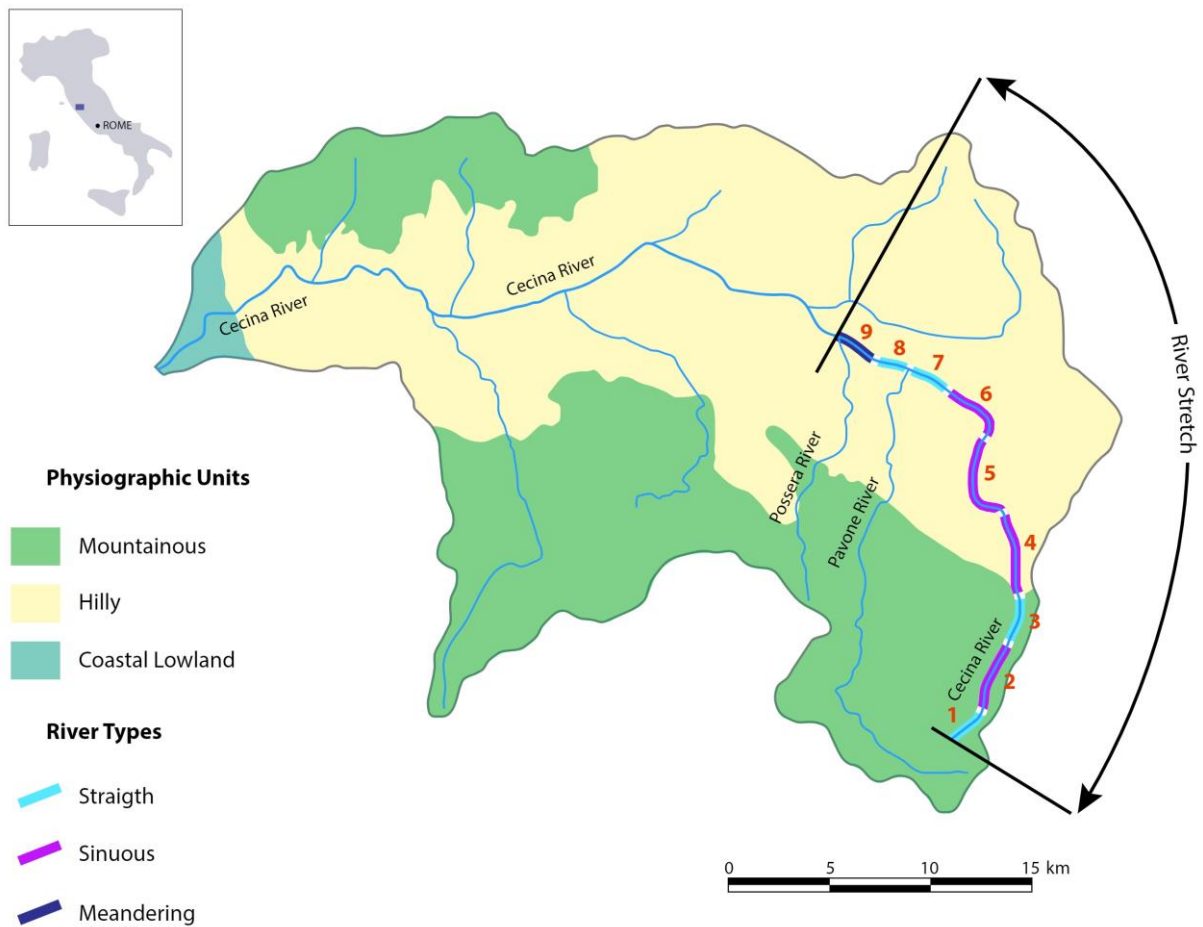 ROME
Cecina River
Cecina River
Possera River
Pavone River
Cecina River
9
8
7
6
5
4
3
2
1
River Stretch
Physiographic Units
Mountainous
Hilly
Coastal Lowland
River Types
Straigth
Sinuous
Meandering
0 5 10 15 km